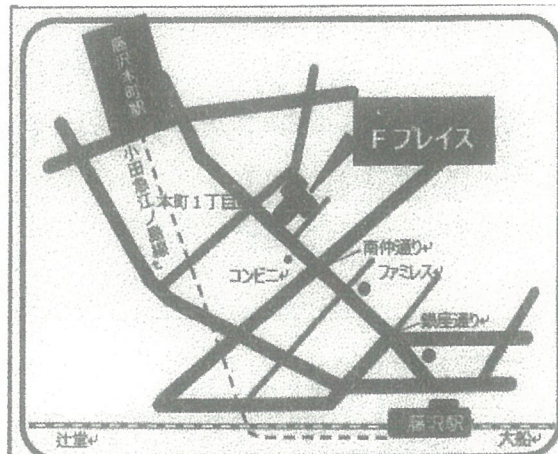 藤沢本町駅
Fプレイス
小田急江ノ島線
本町1丁目
南仲通り
コンビニ
ファミレス
銀座通り
藤沢駅
辻堂
大船